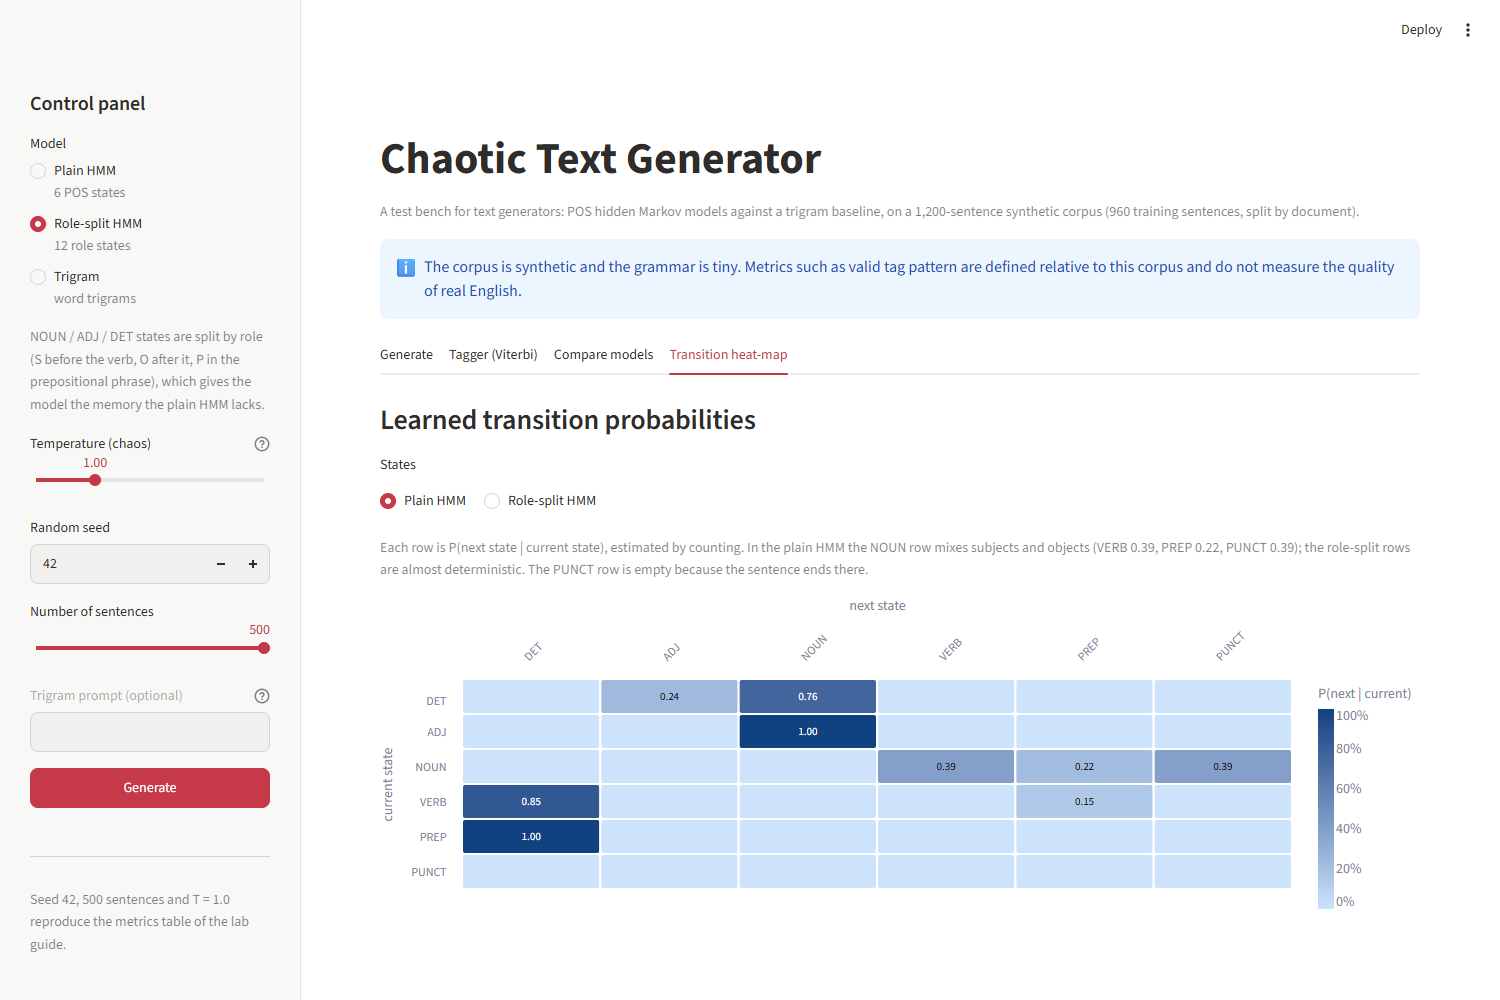 Deploy
Control panel
Model
Plain HMM
6 POS states
Role-split HMM
12 role states
Trigram
word trigrams
NOUN / ADJ / DET states are split by role
(S before the verb, O after it, P in the
prepositional phrase), which gives the
model the memory the plain HMM lacks.
Temperature (chaos)
1.00
Random seed
42
Number of sentences
500
Trigram prompt (optional)
Generate
Seed 42, 500 sentences and T = 1.0
reproduce the metrics table of the lab
guide.
Chaotic Text Generator
A test bench for text generators: POS hidden Markov models against a trigram baseline, on a 1,200-sentence synthetic corpus (960 training sentences, split by document).
The corpus is synthetic and the grammar is tiny. Metrics such as valid tag pattern are defined relative to this corpus and do not measure the quality
of real English.
Generate Tagger (Viterbi) Compare models Transition heat-map
Learned transition probabilities
States
Plain HMM Role-split HMM
Each row is P(next state | current state), estimated by counting. In the plain HMM the NOUN row mixes subjects and objects (VERB 0.39, PREP 0.22, PUNCT 0.39); the role-split rows
are almost deterministic. The PUNCT row is empty because the sentence ends there.
next state
DET ADJ NOUN VERB PREP PUNCT
current state
DET 0.24 0.76
ADJ 1.00
NOUN 0.39 0.22 0.39
VERB 0.85 0.15
PREP 1.00
PUNCT
P(next | current)
100%
80%
60%
40%
20%
0%